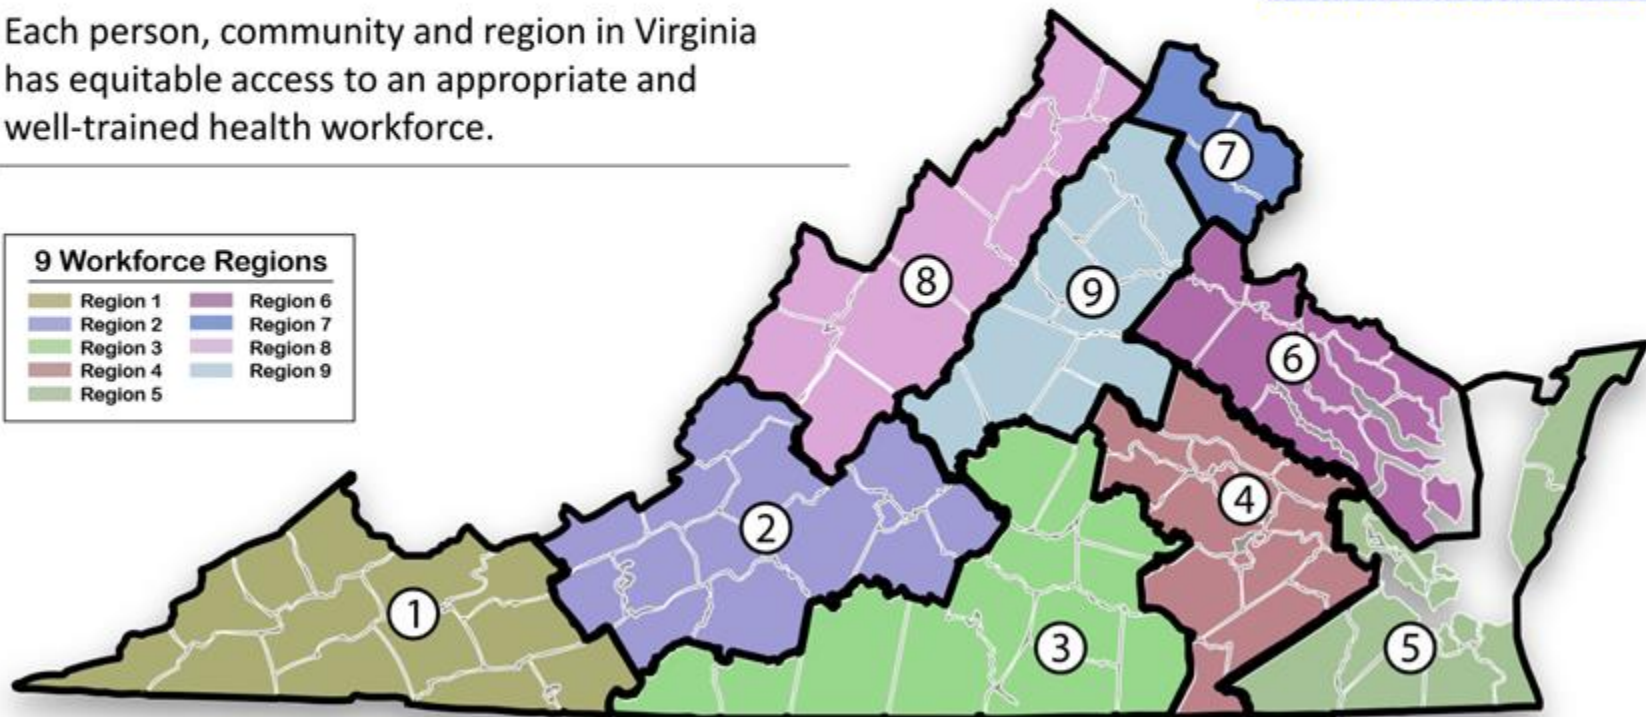 Each person, community and region in Virginia
has equitable access to an appropriate and
well-trained health workforce.
9 Workforce Regions
Region 1
Region 2
Region 3
Region 4
Region 5
Region 6
Region 7
Region 8
Region 9
7
8
9
6
4
2
1
3
5